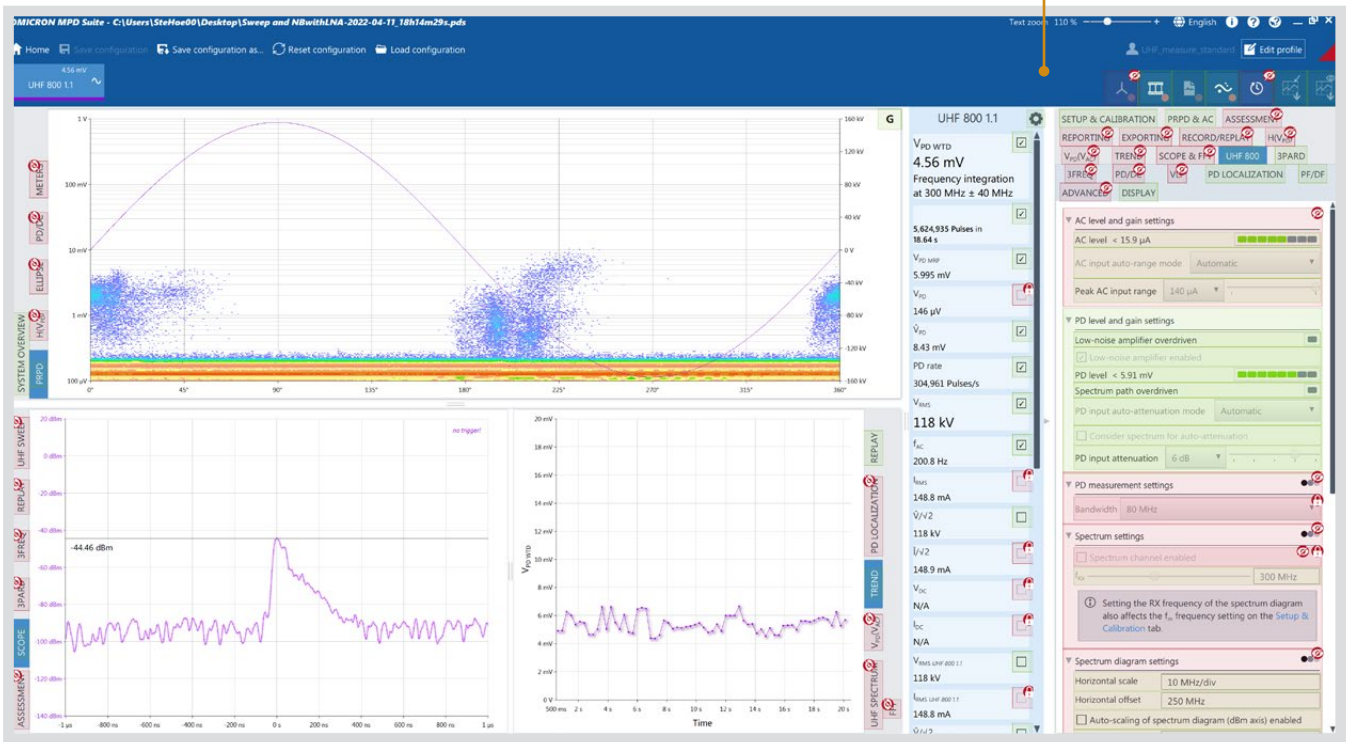 OMICRON MPD Suite - C:\Users\SteHoe00\Desktop\Sweep and NBwithLNA-2022-04-11_18h14m29s.pds
Text zoom 110 % - + English
Home Save configuration Save configuration as... Reset configuration Load configuration
UHF_measure_standard Edit profile
4.56 mV
UHF 800 1.1
METERS
PD/DC
ELLIPSE
SYSTEM OVERVIEW
PRPD
1 V
100 mV
10 mV
1 mV
100 µV
160 kV
120 kV
80 kV
40 kV
0 V
-40 kV
-80 kV
-120 kV
-160 kV
0° 45° 90° 135° 180° 225° 270° 315° 360°
G
UHF SWEEP
REPLAY
3FREQ
3PARD
SCOPE
ASSESSMENT
20 dBm
0 dBm
-20 dBm
-40 dBm
-60 dBm
-80 dBm
-100 dBm
-120 dBm
-140 dBm
no trigger!
-44.46 dBm
-1 µs -800 ns -600 ns -400 ns -200 ns 0 s 200 ns 400 ns 600 ns 800 ns 1 µs
V PD WTD
20 mV
18 mV
16 mV
14 mV
12 mV
10 mV
8 mV
6 mV
4 mV
2 mV
0 V
500 ms 2 s 4 s 6 s 8 s 10 s 12 s 14 s 16 s 18 s 20 s
Time
REPLAY
PD LOCALIZATION
TREND
V PD(V AC)
UHF SPECTRUM
UHF 800 1.1
V PD WTD
4.56 mV
Frequency integration
at 300 MHz ± 40 MHz
5,624,935 Pulses in
18.64 s
V PD MRP
5.995 mV
V PD
146 µV
V̂ PD
8.43 mV
PD rate
304,961 Pulses/s
V RMS
118 kV
f AC
200.8 Hz
I RMS
148.8 mA
V̂/√2
118 kV
Î/√2
148.9 mA
V DC
N/A
I DC
N/A
V RMS UHF 800 1.1
118 kV
I RMS UHF 800 1.1
148.8 mA
V̂/√2
SETUP & CALIBRATION PRPD & AC ASSESSMENT
REPORTING EXPORTING RECORD/REPLAY
TREND SCOPE & FFT UHF 800 3PARD
3FREQ PD/DC PD LOCALIZATION PF/DF
ADVANCED DISPLAY
AC level and gain settings
AC level < 15.9 µA
AC input auto-range mode Automatic
Peak AC input range 140 µA
PD level and gain settings
Low-noise amplifier overdriven
Low-noise amplifier enabled
PD level < 5.91 mV
Spectrum path overdriven
PD input auto-attenuation mode Automatic
Consider spectrum for auto-attenuation
PD input attenuation 6 dB
PD measurement settings
Bandwidth 80 MHz
Spectrum settings
Spectrum channel enabled
300 MHz
Setting the RX frequency of the spectrum diagram
also affects the f m frequency setting on the Setup &
Calibration tab.
Spectrum diagram settings
Horizontal scale 10 MHz/div
Horizontal offset 250 MHz
Auto-scaling of spectrum diagram (dBm axis) enabled